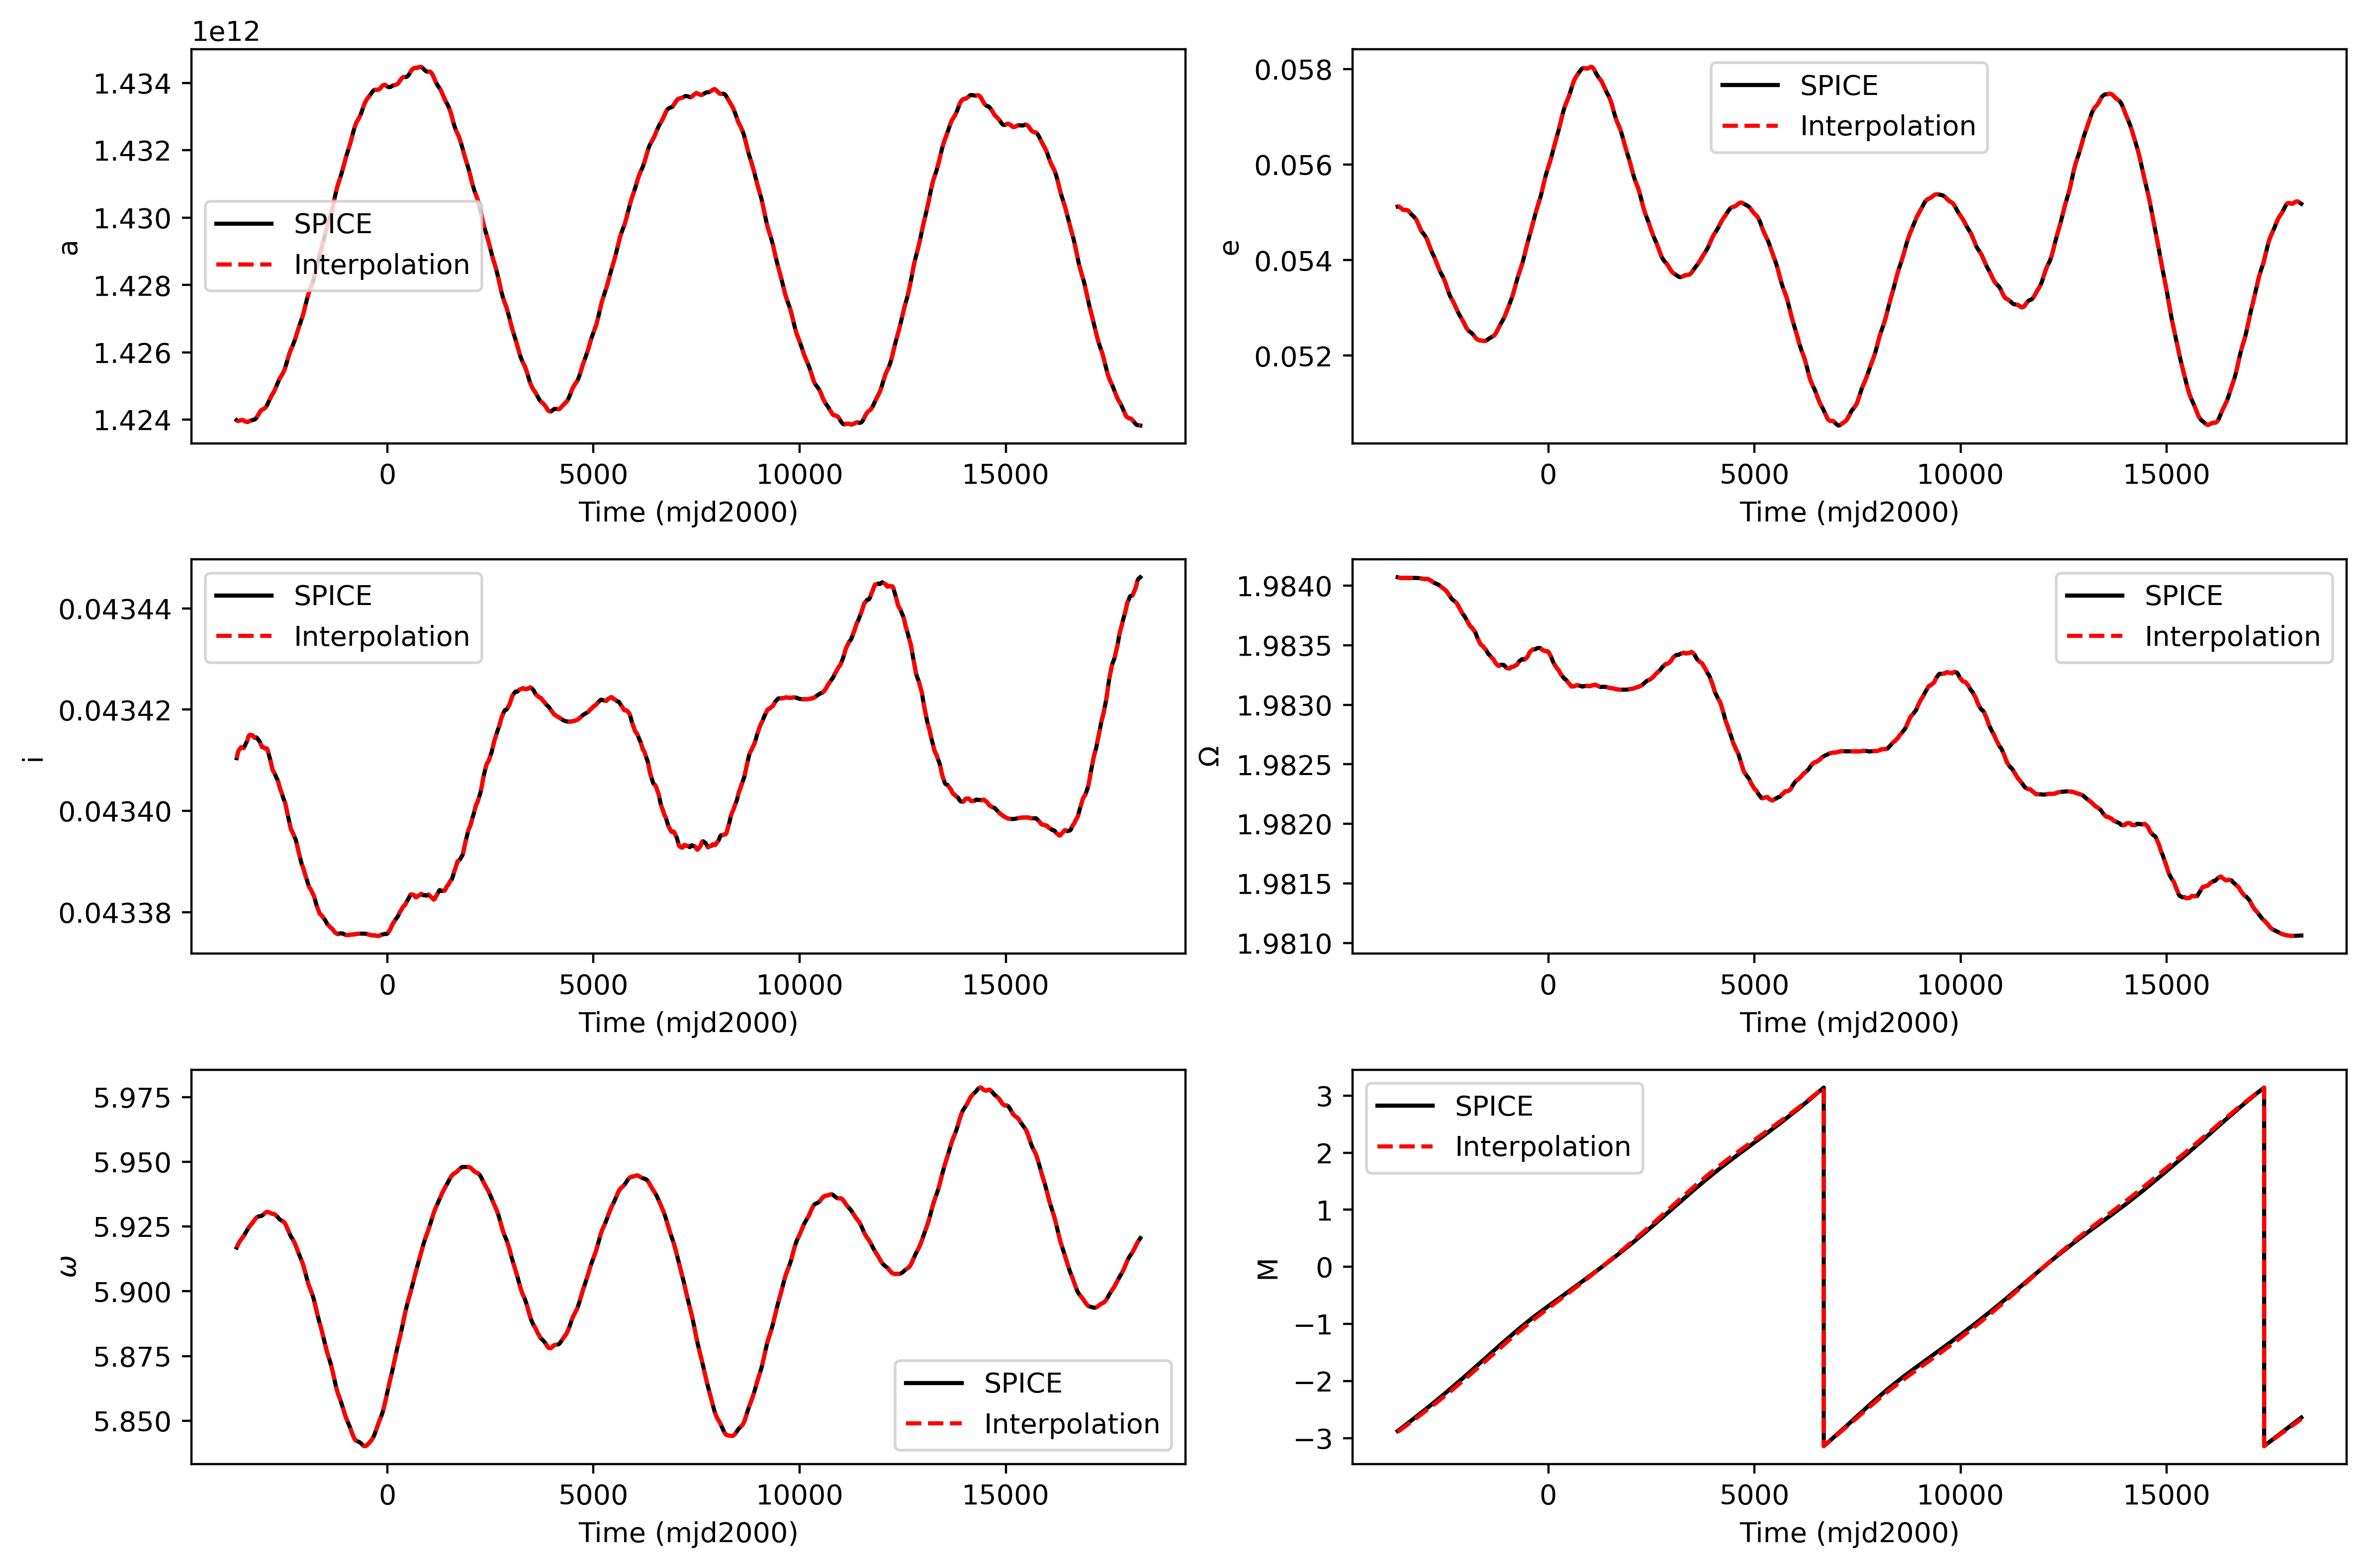 1e12
1.434
1.432
1.430
1.428
1.426
1.424
a
SPICE
Interpolation
0 5000 10000 15000
Time (mjd2000)
0.058
0.056
0.054
0.052
e
SPICE
Interpolation
0 5000 10000 15000
Time (mjd2000)
0.04344
0.04342
0.04340
0.04338
i
SPICE
Interpolation
0 5000 10000 15000
Time (mjd2000)
1.9840
1.9835
1.9830
1.9825
1.9820
1.9815
1.9810
Ω
SPICE
Interpolation
0 5000 10000 15000
Time (mjd2000)
5.975
5.950
5.925
5.900
5.875
5.850
ω
SPICE
Interpolation
0 5000 10000 15000
Time (mjd2000)
3
2
1
0
−1
−2
−3
M
SPICE
Interpolation
0 5000 10000 15000
Time (mjd2000)